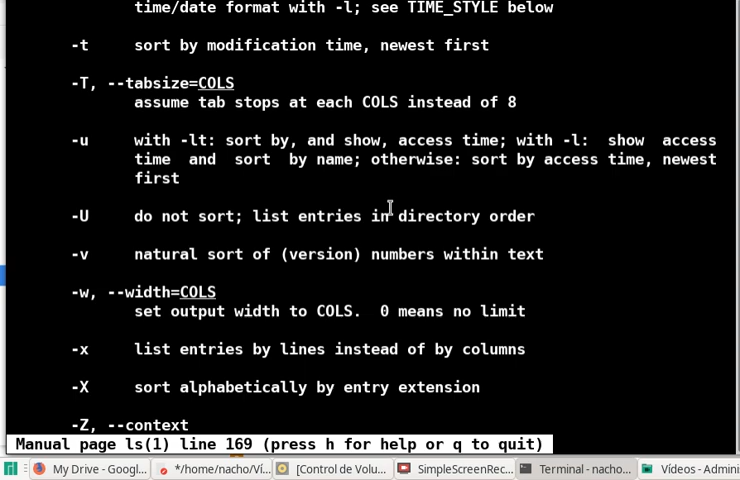 time/date format with -l; see TIME_STYLE below
-t sort by modification time, newest first
-T, --tabsize=COLS
assume tab stops at each COLS instead of 8
-u with -lt: sort by, and show, access time; with -l: show access
time and sort by name; otherwise: sort by access time, newest
first
-U do not sort; list entries in directory order
-v natural sort of (version) numbers within text
-w, --width=COLS
set output width to COLS. 0 means no limit
-x list entries by lines instead of by columns
-X sort alphabetically by entry extension
-Z, --context
Manual page ls(1) line 169 (press h for help or q to quit)
My Drive - Googl... */home/nacho/Ví... [Control de Volu... SimpleScreenRec... Terminal - nacho... Vídeos - Admini